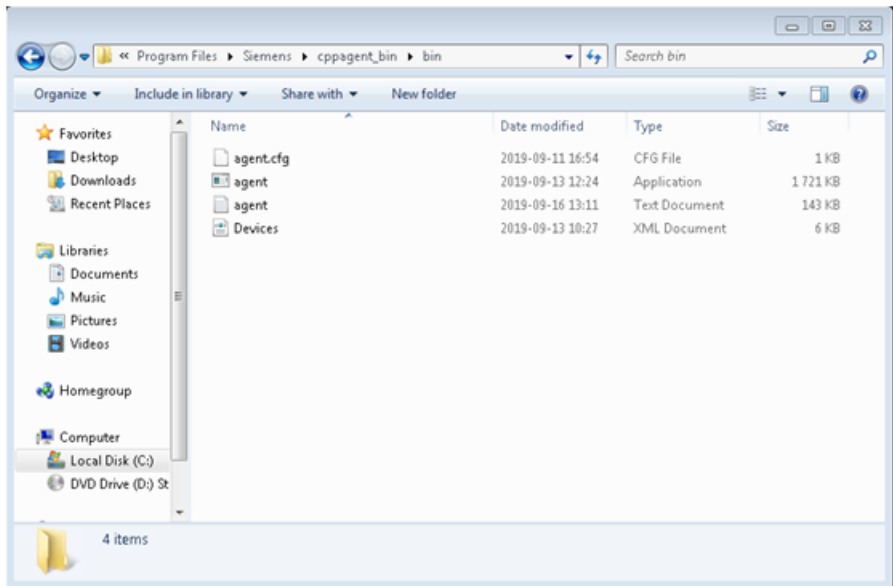 « Program Files ▸ Siemens ▸ cppagent_bin ▸ bin
Search bin
Organize
Include in library
Share with
New folder
Name Date modified Type Size
agent.cfg 2019-09-11 16:54 CFG File 1 KB
agent 2019-09-13 12:24 Application 1 721 KB
agent 2019-09-16 13:11 Text Document 143 KB
Devices 2019-09-13 10:27 XML Document 6 KB
Favorites
Desktop
Downloads
Recent Places
Libraries
Documents
Music
Pictures
Videos
Homegroup
Computer
Local Disk (C:)
DVD Drive (D:) St
4 items